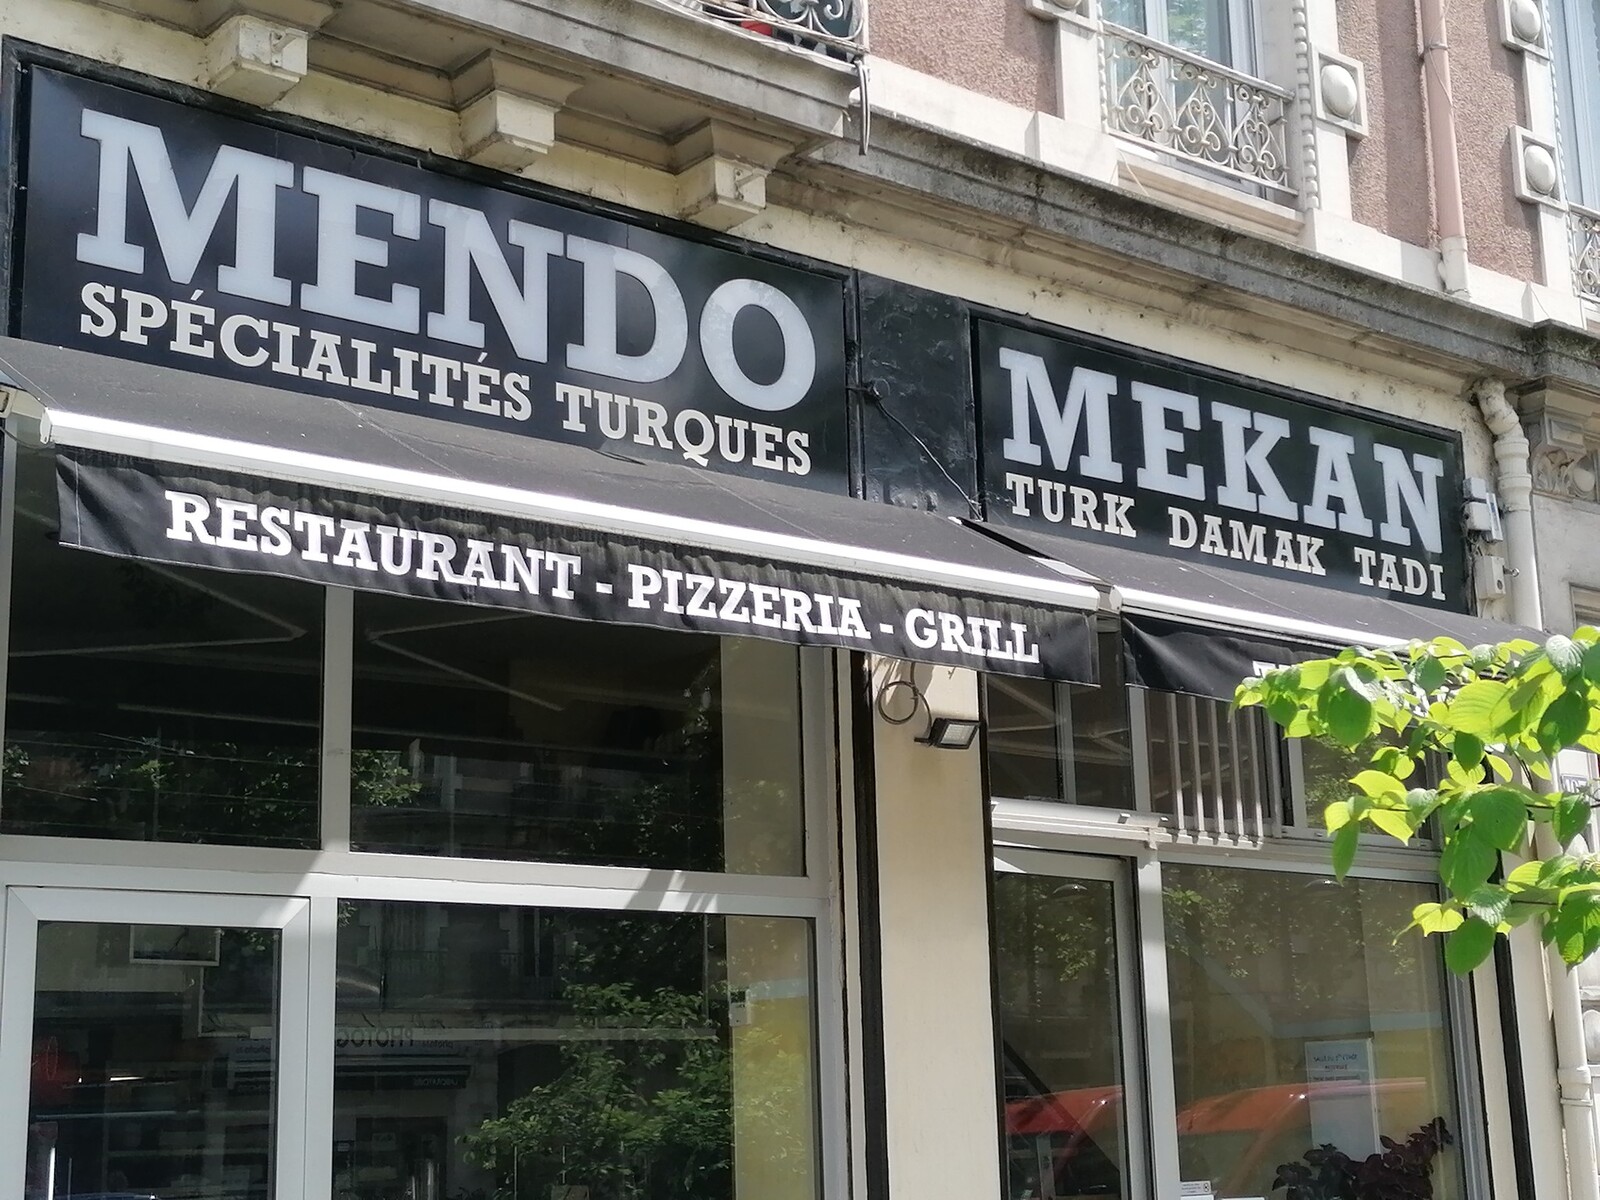 MENDO
SPÉCIALITÉS TURQUES
RESTAURANT - PIZZERIA - GRILL
MEKAN
TURK DAMAK TADI